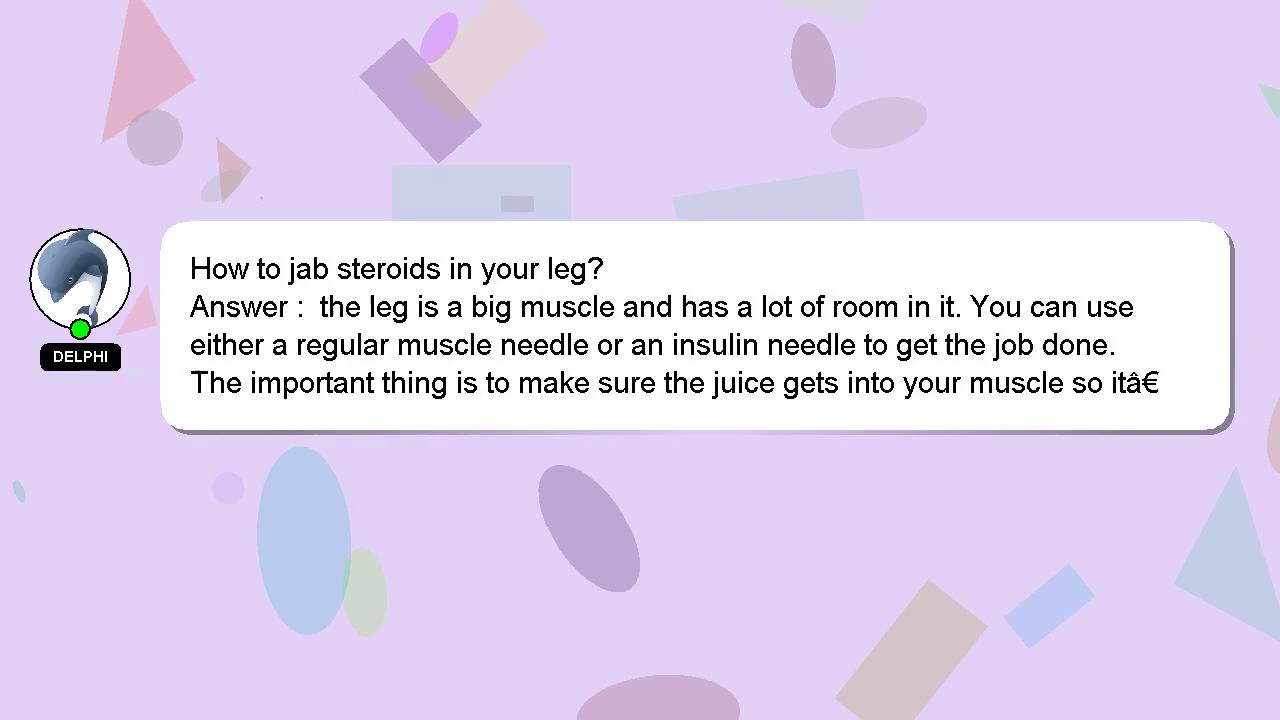 How to jab steroids in your leg?
Answer :  the leg is a big muscle and has a lot of room in it. You can use
either a regular muscle needle or an insulin needle to get the job done.
The important thing is to make sure the juice gets into your muscle so itâ€
DELPHI